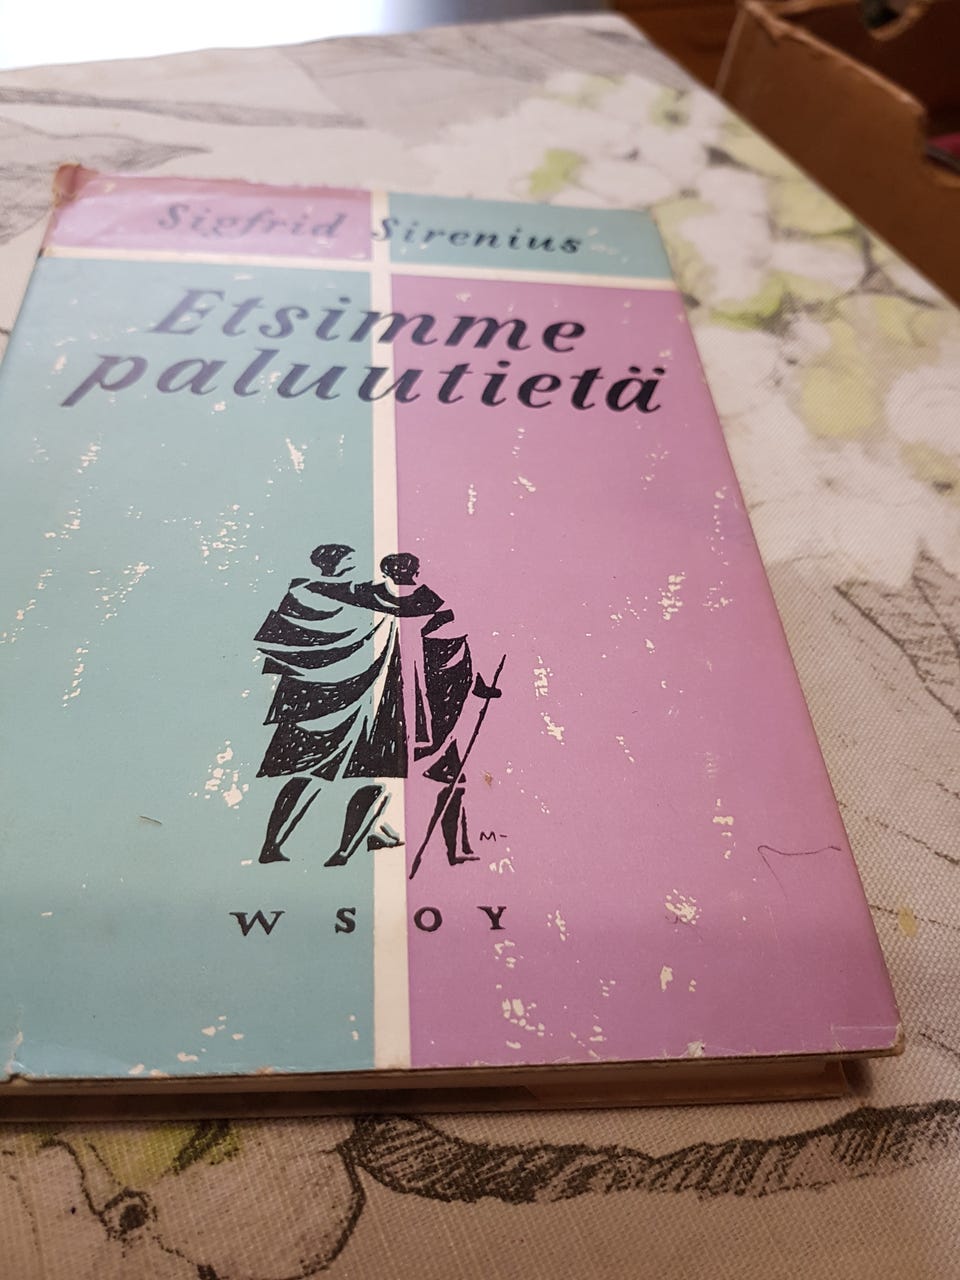 Sigfrid Sirenius
Etsimme
paluutietä
M-
WSOY